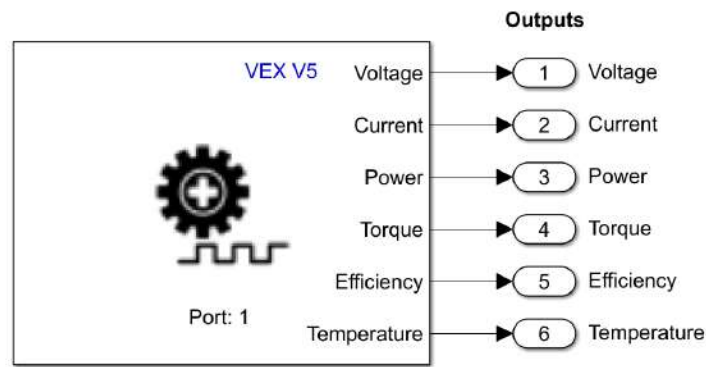 Outputs
VEX V5
Voltage 1 Voltage
Current 2 Current
Power 3 Power
Torque 4 Torque
Efficiency 5 Efficiency
Port: 1
Temperature 6 Temperature